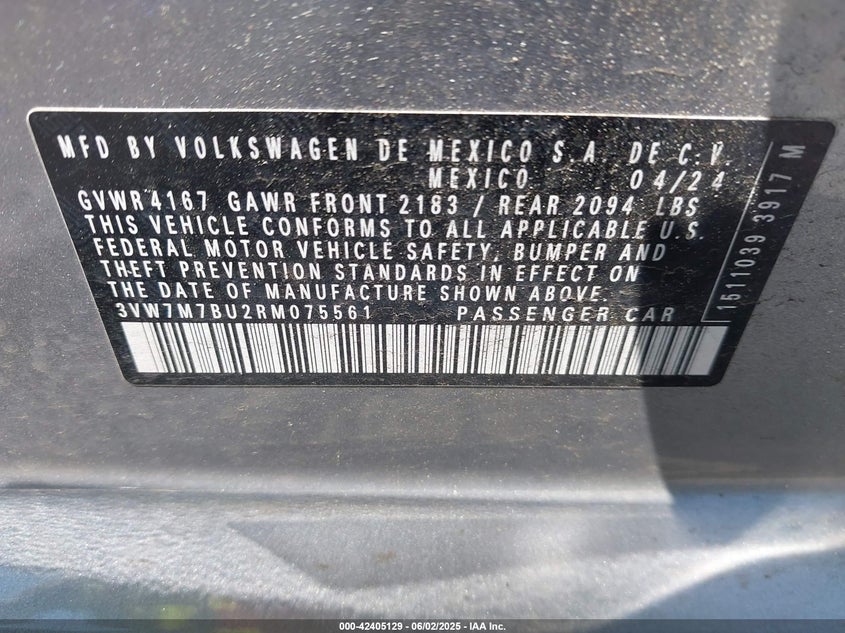 MFD BY VOLKSWAGEN DE MEXICO S.A. DE C.V.
MEXICO 04/24
GVWR 4167 GAWR FRONT 2183 / REAR 2094 LBS
THIS VEHICLE CONFORMS TO ALL APPLICABLE U.S.
FEDERAL MOTOR VEHICLE SAFETY, BUMPER AND
THEFT PREVENTION STANDARDS IN EFFECT ON
THE DATE OF MANUFACTURE SHOWN ABOVE.
3VW7M7BU2RM075561 PASSENGER CAR
1511039 3917 M
000-42405129 - 06/02/2025 - IAA Inc.